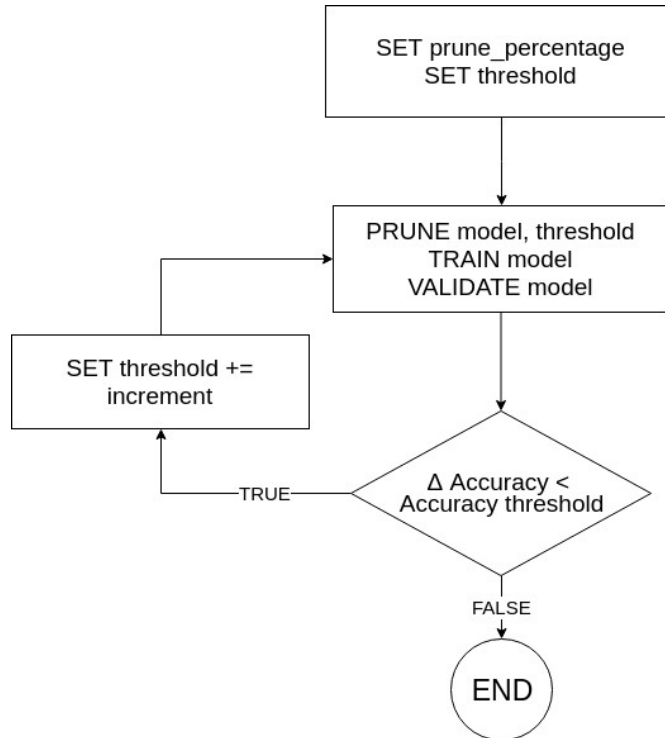 SET prune_percentage
SET threshold
PRUNE model, threshold
TRAIN model
VALIDATE model
SET threshold +=
increment
Δ Accuracy <
Accuracy threshold
TRUE
FALSE
END